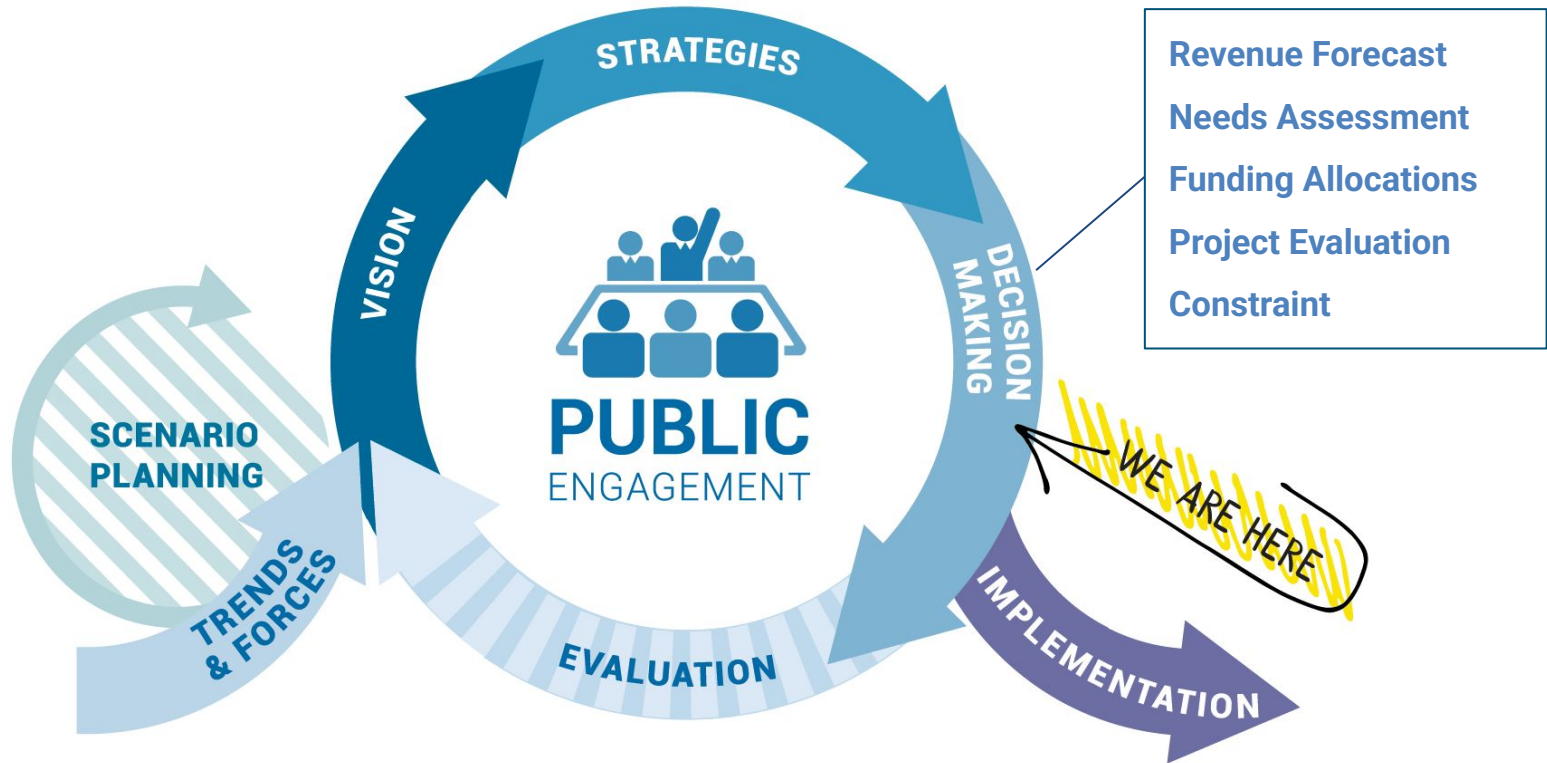 STRATEGIES
VISION
DECISION
MAKING
Revenue Forecast
Needs Assessment
Funding Allocations
Project Evaluation
Constraint
SCENARIO
PLANNING
PUBLIC
ENGAGEMENT
WE ARE HERE
TRENDS
& FORCES
EVALUATION
IMPLEMENTATION